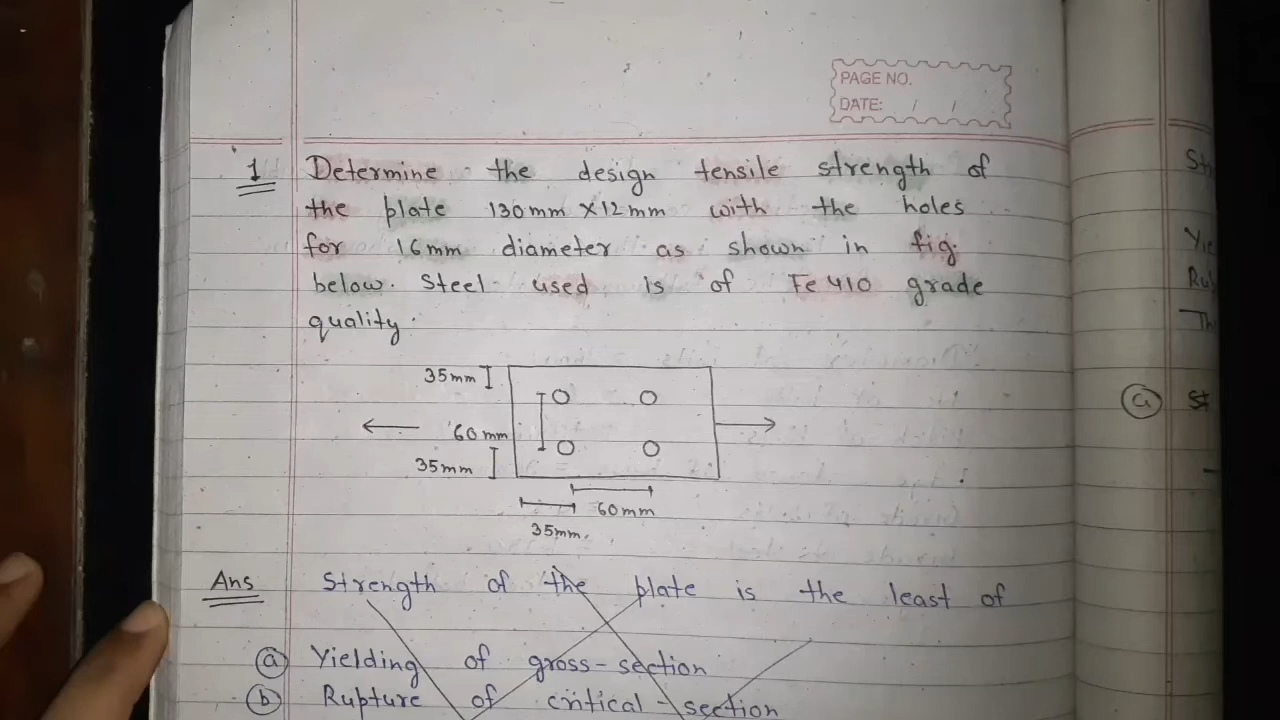 PAGE NO.
DATE: / /
1 Determine the design tensile strength of
the plate 130mm X 12mm with the holes
for 16mm diameter as shown in fig.
below. Steel used is of Fe 410 grade
quality.
35mm
60mm
35mm
60mm
35mm.
Ans Strength of the plate is the least of
(a) Yielding of gross-section
(b) Rupture of critical-section